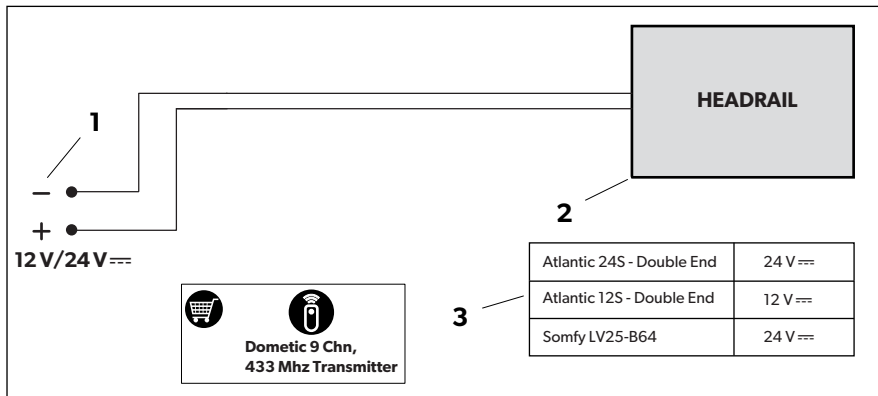 HEADRAIL
1
−
+
12 V/24 V ⎓
2
3
Atlantic 24S - Double End 24 V ⎓
Atlantic 12S - Double End 12 V ⎓
Somfy LV25-B64 24 V ⎓
Dometic 9 Chn,
433 Mhz Transmitter